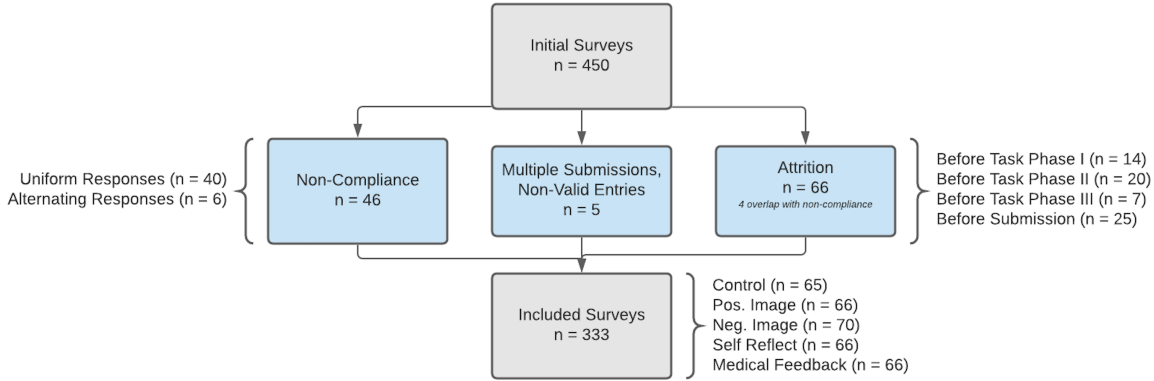 Initial Surveys
n = 450
Uniform Responses (n = 40)
Alternating Responses (n = 6)
Non-Compliance
n = 46
Multiple Submissions,
Non-Valid Entries
n = 5
Attrition
n = 66
4 overlap with non-compliance
Before Task Phase I (n = 14)
Before Task Phase II (n = 20)
Before Task Phase III (n = 7)
Before Submission (n = 25)
Included Surveys
n = 333
Control (n = 65)
Pos. Image (n = 66)
Neg. Image (n = 70)
Self Reflect (n = 66)
Medical Feedback (n = 66)